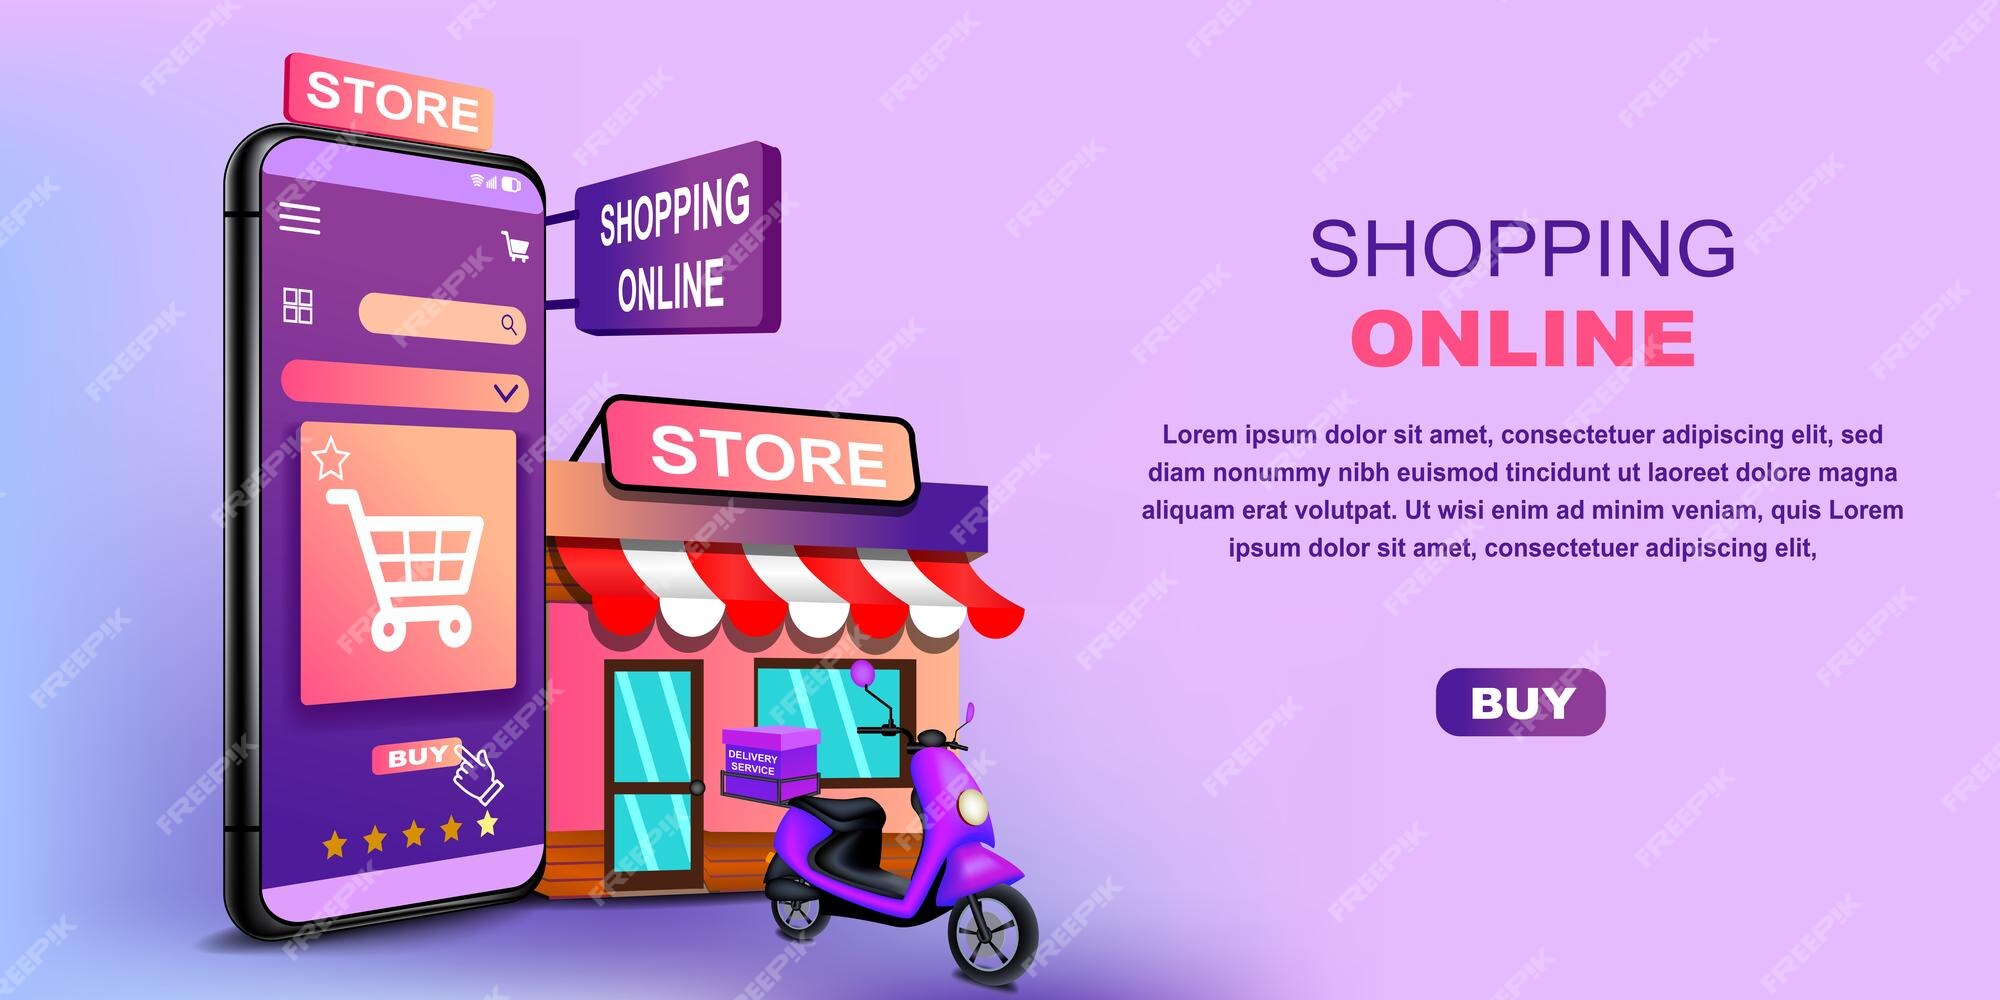 STORE
SHOPPING
ONLINE
STORE
BUY
DELIVERY
SERVICE
SHOPPING
ONLINE
Lorem ipsum dolor sit amet, consectetuer adipiscing elit, sed
diam nonummy nibh euismod tincidunt ut laoreet dolore magna
aliquam erat volutpat. Ut wisi enim ad minim veniam, quis Lorem
ipsum dolor sit amet, consectetuer adipiscing elit,
BUY
FREEPIK